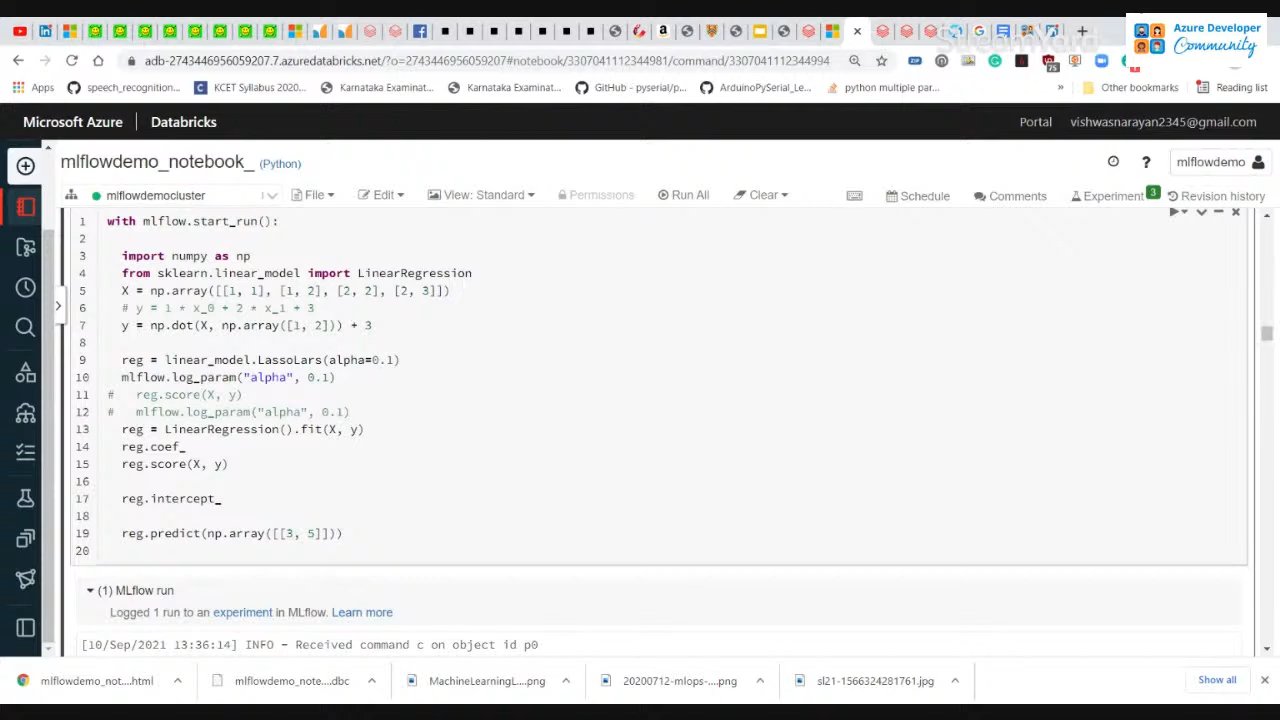 Azure Developer
Community
StreamYard
adb-2743446956059207.7.azuredatabricks.net/?o=2743446956059207#notebook/3307041112344981/command/3307041112344994
ZIP
75
Apps
speech_recognition...
KCET Syllabus 2020...
Karnataka Examinat...
Karnataka Examinat...
GitHub - pyserial/p...
ArduinoPySerial_Le...
python multiple par...
»
Other bookmarks
Reading list
Microsoft Azure
Databricks
Portal
vishwasnarayan2345@gmail.com
mlflowdemo_notebook_ (Python)
mlflowdemo
mlflowdemocluster
File
Edit
View: Standard
Permissions
Run All
Clear
Schedule
Comments
Experiment
3
Revision history
1 with mlflow.start_run():
2
3 import numpy as np
4 from sklearn.linear_model import LinearRegression
5 X = np.array([[1, 1], [1, 2], [2, 2], [2, 3]])
6 # y = 1 * x_0 + 2 * x_1 + 3
7 y = np.dot(X, np.array([1, 2])) + 3
8
9 reg = linear_model.LassoLars(alpha=0.1)
10 mlflow.log_param("alpha", 0.1)
11 # reg.score(X, y)
12 # mlflow.log_param("alpha", 0.1)
13 reg = LinearRegression().fit(X, y)
14 reg.coef_
15 reg.score(X, y)
16
17 reg.intercept_
18
19 reg.predict(np.array([[3, 5]]))
20
(1) MLflow run
Logged 1 run to an experiment in MLflow. Learn more
[10/Sep/2021 13:36:14] INFO - Received command c on object id p0
mlflowdemo_not....html
mlflowdemo_note....dbc
MachineLearningL....png
20200712-mlops-....png
sl21-1566324281761.jpg
Show all